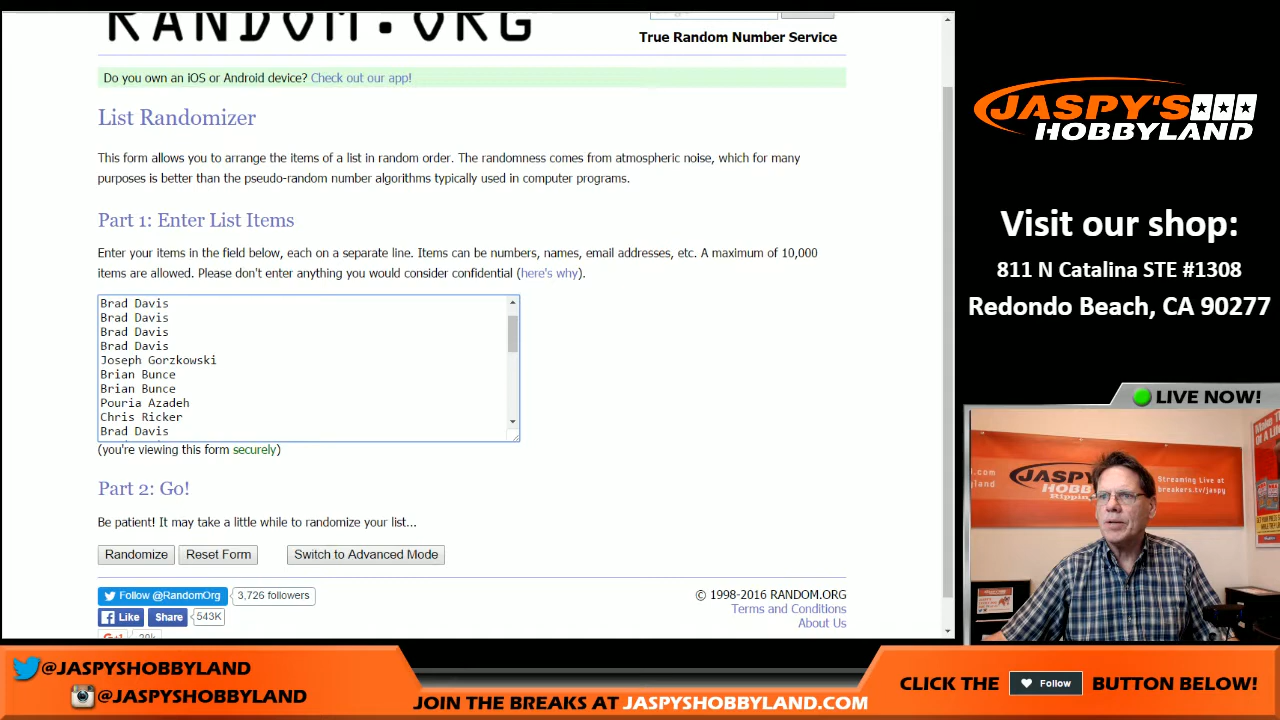 RANDOM.ORG
True Random Number Service
Do you own an iOS or Android device? Check out our app!
List Randomizer
This form allows you to arrange the items of a list in random order. The randomness comes from atmospheric noise, which for many
purposes is better than the pseudo-random number algorithms typically used in computer programs.
Part 1: Enter List Items
Enter your items in the field below, each on a separate line. Items can be numbers, names, email addresses, etc. A maximum of 10,000
items are allowed. Please don't enter anything you would consider confidential (here's why).
Brad Davis
Brad Davis
Brad Davis
Brad Davis
Joseph Gorzkowski
Brian Bunce
Brian Bunce
Pouria Azadeh
Chris Ricker
Brad Davis
(you're viewing this form securely)
Part 2: Go!
Be patient! It may take a little while to randomize your list...
Randomize Reset Form Switch to Advanced Mode
Follow @RandomOrg 3,726 followers
Like Share 543K
© 1998-2016 RANDOM.ORG
Terms and Conditions
About Us
JASPY'S
HOBBYLAND
Visit our shop:
811 N Catalina STE #1308
Redondo Beach, CA 90277
LIVE NOW!
JASPY'S
HOBBY
Streaming Live at
breakers.tv/jaspy
@JASPYSHOBBYLAND
@JASPYSHOBBYLAND
JOIN THE BREAKS AT JASPYSHOBBYLAND.COM
CLICK THE Follow BUTTON BELOW!